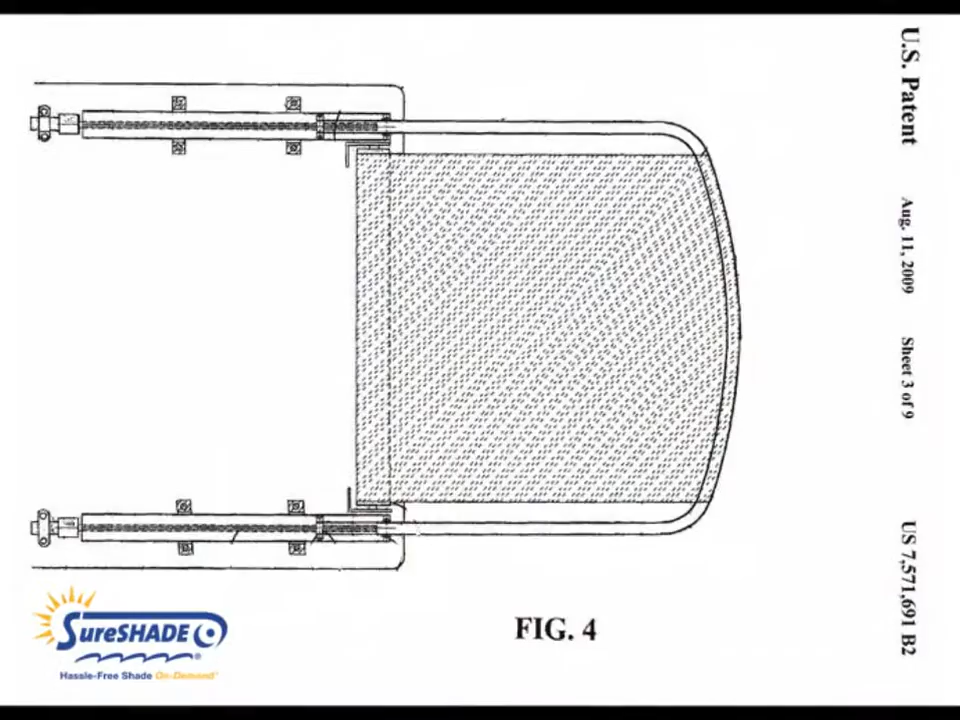 U.S. Patent Aug. 11, 2009 Sheet 3 of 9 US 7,571,691 B2
FIG. 4
SureSHADE
®
Hassle-Free Shade On-Demand